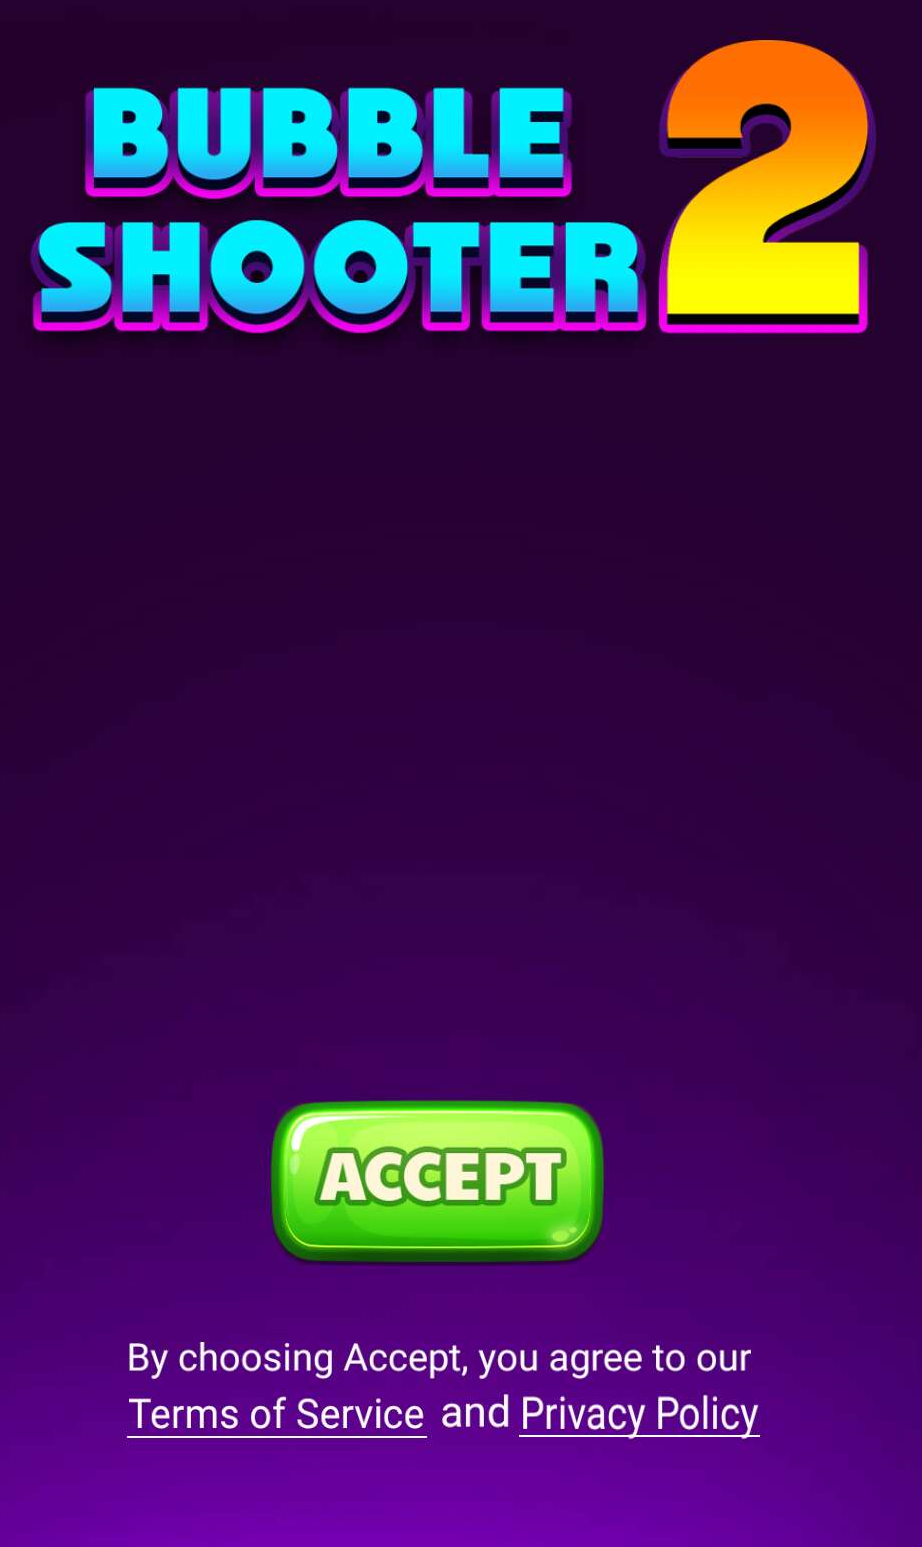 BUBBLE
SHOOTER 2
ACCEPT
By choosing Accept, you agree to our
Terms of Service and Privacy Policy